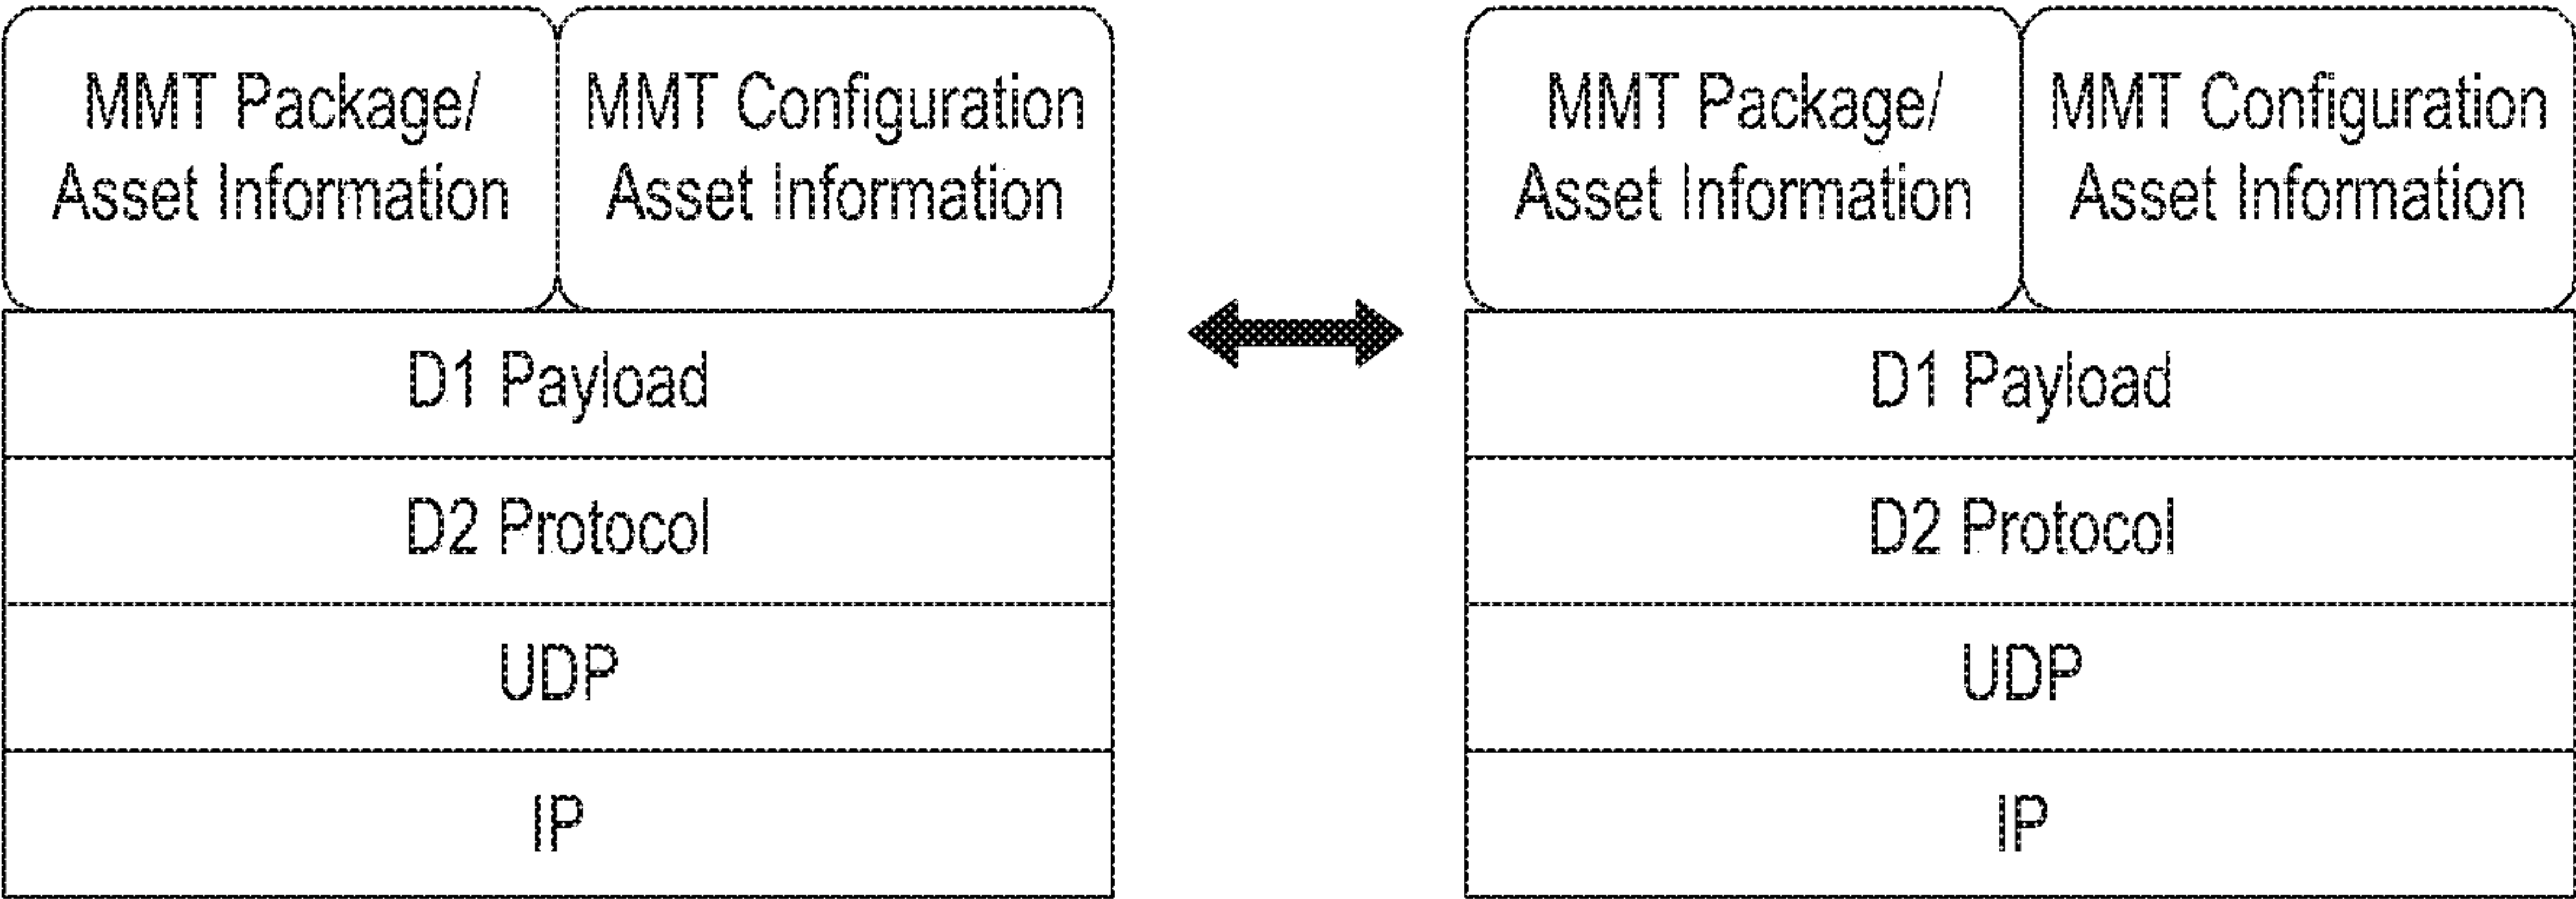 MMT Package/
Asset Information
MMT Configuration
Asset Information
D1 Payload
D2 Protocol
UDP
IP
MMT Package/
Asset Information
MMT Configuration
Asset Information
D1 Payload
D2 Protocol
UDP
IP